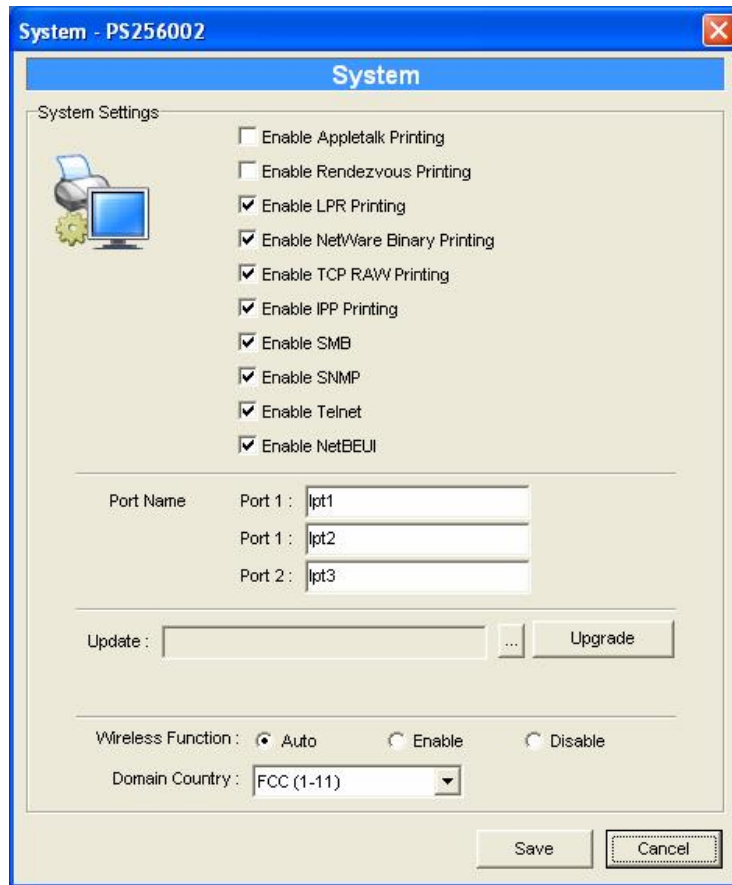 System - PS256002
System
System Settings
Enable Appletalk Printing
Enable Rendezvous Printing
Enable LPR Printing
Enable NetWare Binary Printing
Enable TCP RAW Printing
Enable IPP Printing
Enable SMB
Enable SNMP
Enable Telnet
Enable NetBEUI
Port Name Port 1 : lpt1
Port 1 : lpt2
Port 2 : lpt3
Update : ... Upgrade
Wireless Function : Auto Enable Disable
Domain Country : FCC (1-11)
Save Cancel